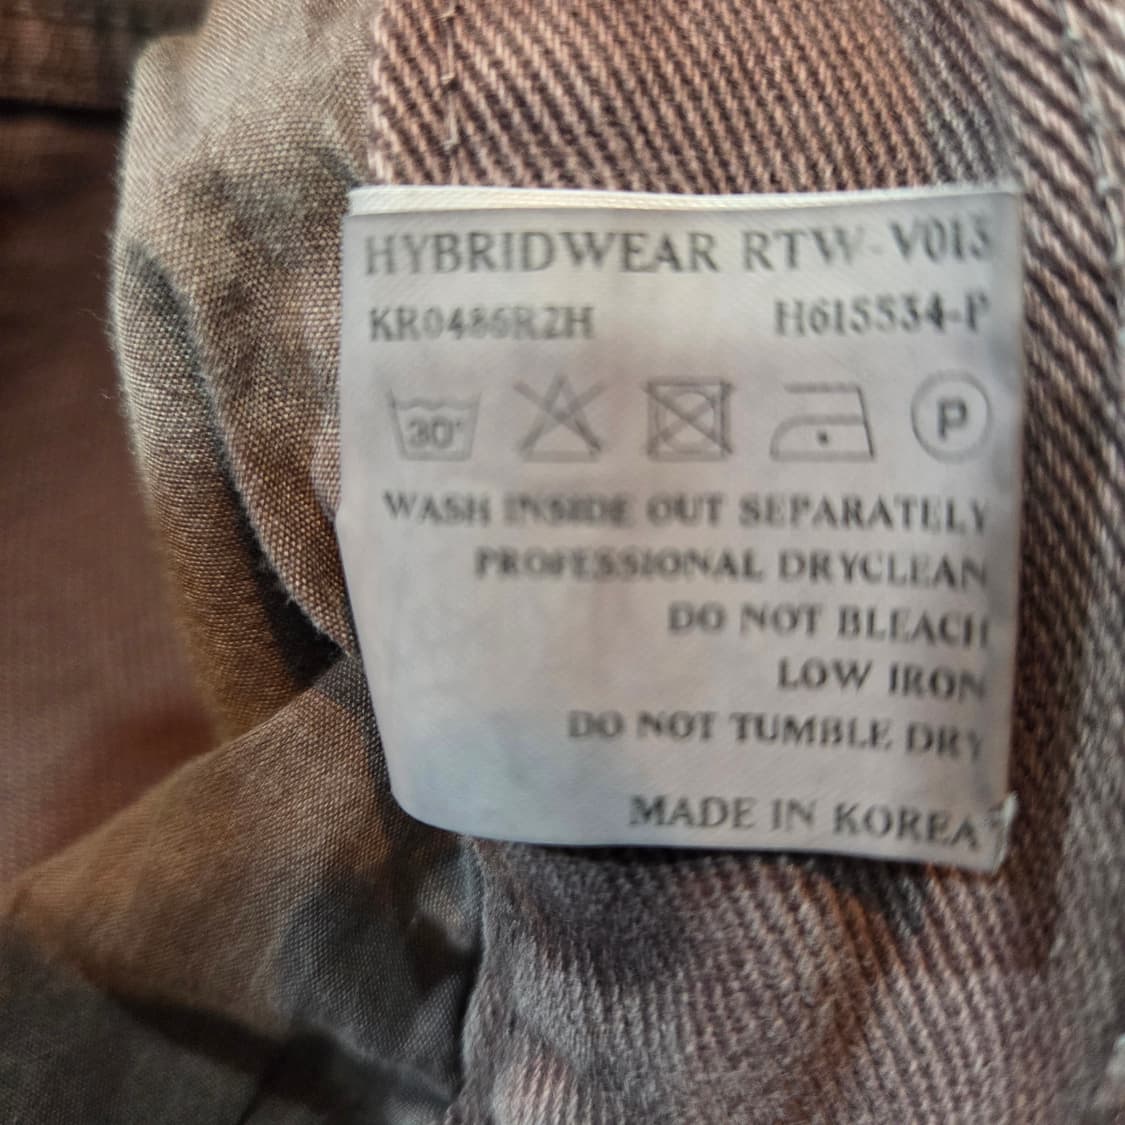 HYBRIDWEAR RTW-V013
KR0486R2H H615534-P
30° P
WASH INSIDE OUT SEPARATELY
PROFESSIONAL DRYCLEAN
DO NOT BLEACH
LOW IRON
DO NOT TUMBLE DRY
MADE IN KOREA